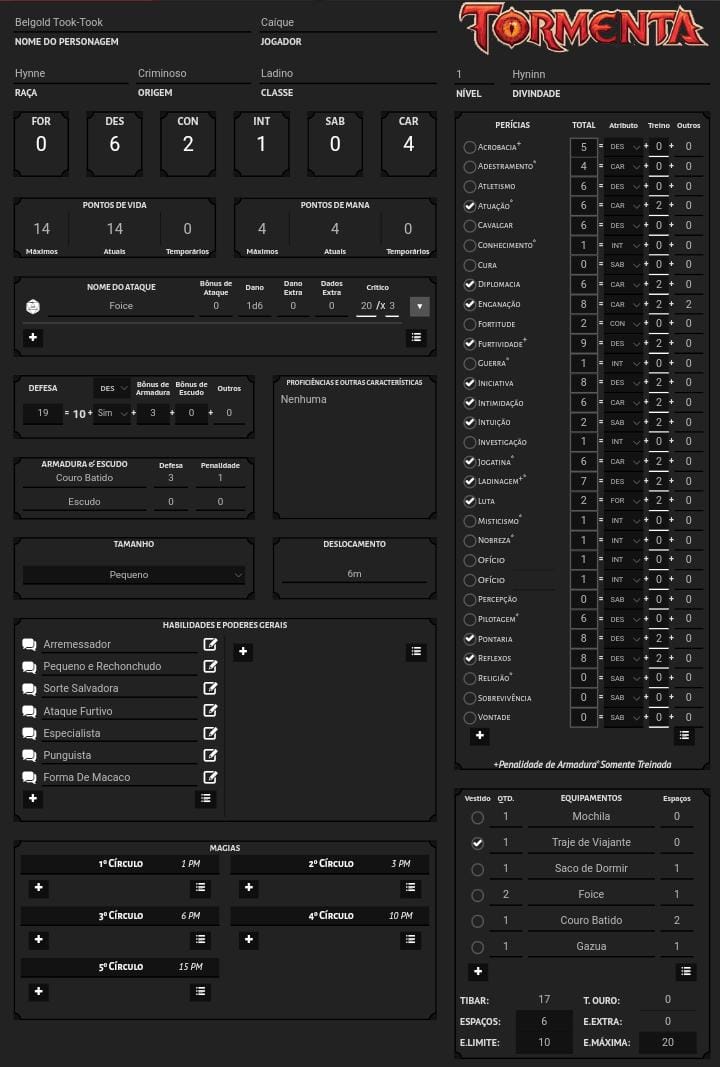 Belgold Took-Took Caíque
NOME DO PERSONAGEM JOGADOR
Hynne Criminoso Ladino
RAÇA ORIGEM CLASSE
FOR DES CON INT SAB CAR
0 6 2 1 0 4
PONTOS DE VIDA
14 14 0
Máximos Atuais Temporários
PONTOS DE MANA
4 4 0
Máximos Atuais Temporários
NOME DO ATAQUE Bônus de Ataque Dano Dano Extra Dados Extra Crítico
Foice 0 1d6 0 0 20 /x 3
DEFESA DES Bônus de Armadura Bônus de Escudo Outros
19 = 10 + Sim + 3 + 0 + 0
PROFICIÊNCIAS E OUTRAS CARACTERÍSTICAS
Nenhuma
ARMADURA & ESCUDO Defesa Penalidade
Couro Batido 3 1
Escudo 0 0
TAMANHO
Pequeno
DESLOCAMENTO
6m
HABILIDADES E PODERES GERAIS
Arremessador
Pequeno e Rechonchudo
Sorte Salvadora
Ataque Furtivo
Especialista
Punguista
Forma De Macaco
MAGIAS
1º CÍRCULO 1 PM 2º CÍRCULO 3 PM
3º CÍRCULO 6 PM 4º CÍRCULO 10 PM
5º CÍRCULO 15 PM
TORMENTA
1 Hyninn
NÍVEL DIVINDADE
PERÍCIAS TOTAL Atributo Treino Outros
ACROBACIA+ 5 = DES + 0 + 0
ADESTRAMENTO* 4 = CAR + 0 + 0
ATLETISMO 6 = DES + 0 + 0
ATUAÇÃO* 6 = CAR + 2 + 0
CAVALGAR 6 = DES + 0 + 0
CONHECIMENTO* 1 = INT + 0 + 0
CURA 0 = SAB + 0 + 0
DIPLOMACIA 6 = CAR + 2 + 0
ENGANAÇÃO 8 = CAR + 2 + 2
FORTITUDE 2 = CON + 0 + 0
FURTIVIDADE+ 9 = DES + 2 + 0
GUERRA* 1 = INT + 0 + 0
INICIATIVA 8 = DES + 2 + 0
INTIMIDAÇÃO 6 = CAR + 2 + 0
INTUIÇÃO 2 = SAB + 2 + 0
INVESTIGAÇÃO 1 = INT + 0 + 0
JOGATINA* 6 = CAR + 2 + 0
LADINAGEM+* 7 = DES + 2 + 0
LUTA 2 = FOR + 2 + 0
MISTICISMO* 1 = INT + 0 + 0
NOBREZA* 1 = INT + 0 + 0
OFÍCIO 1 = INT + 0 + 0
OFÍCIO 1 = INT + 0 + 0
PERCEPÇÃO 0 = SAB + 0 + 0
PILOTAGEM* 6 = DES + 0 + 0
PONTARIA 8 = DES + 2 + 0
REFLEXOS 8 = DES + 2 + 0
RELIGIÃO* 0 = SAB + 0 + 0
SOBREVIVÊNCIA 0 = SAB + 0 + 0
VONTADE 0 = SAB + 0 + 0
+Penalidade de Armadura*Somente Treinada
Vestido QTD. EQUIPAMENTOS Espaços
1 Mochila 0
1 Traje de Viajante 0
1 Saco de Dormir 1
2 Foice 1
1 Couro Batido 2
1 Gazua 1
TIBAR: 17 T. OURO: 0
ESPAÇOS: 6 E.EXTRA: 0
E.LIMITE: 10 E.MÁXIMA: 20